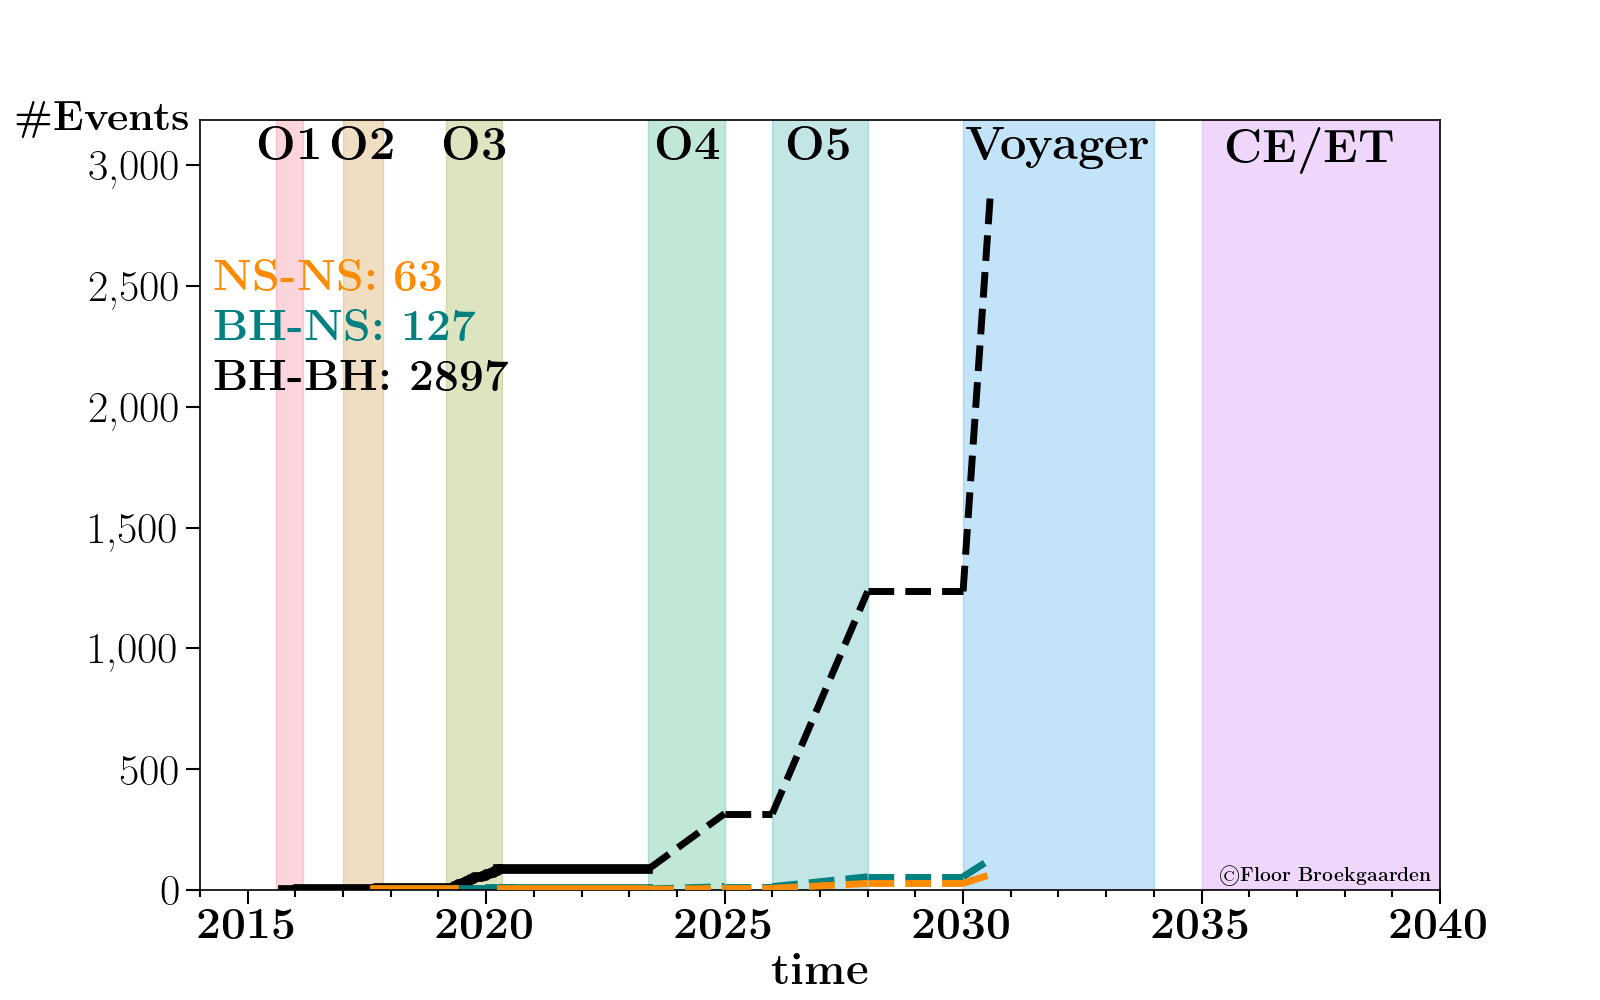 #Events
O1 O2 O3 O4 O5 Voyager CE/ET
3,000
2,500
2,000
1,500
1,000
500
0
NS-NS: 63
BH-NS: 127
BH-BH: 2897
©Floor Broekgaarden
2015 2020 2025 2030 2035 2040
time